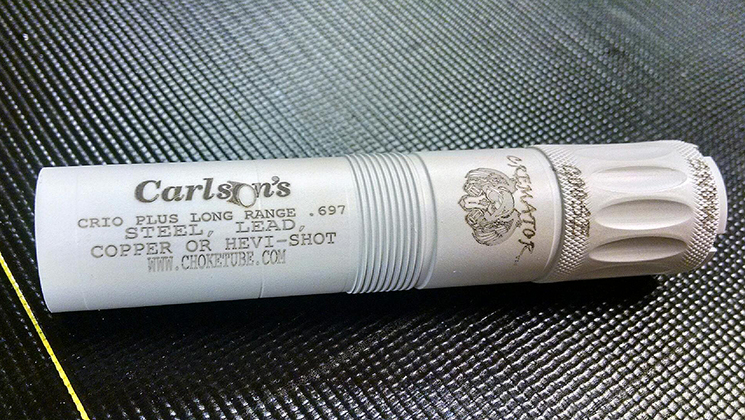 Carlson's
CRIO PLUS LONG RANGE .697
STEEL, LEAD,
COPPER OR HEVI-SHOT
WWW.CHOKETUBE.COM
CREMATOR